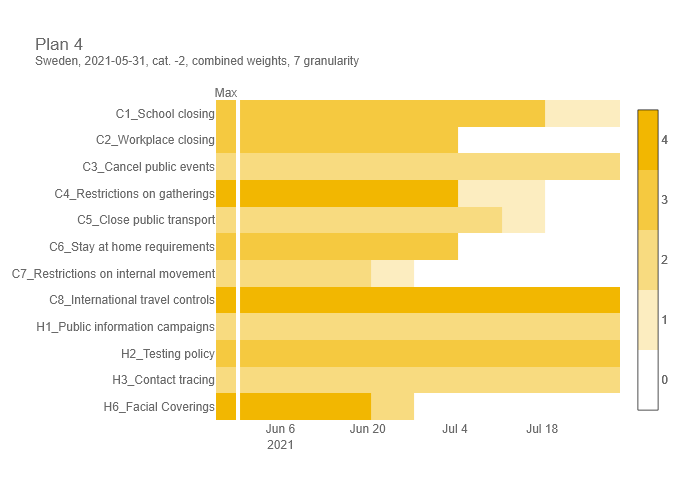 Plan 4
Sweden, 2021-05-31, cat. -2, combined weights, 7 granularity
Max
C1_School closing
C2_Workplace closing
C3_Cancel public events
C4_Restrictions on gatherings
C5_Close public transport
C6_Stay at home requirements
C7_Restrictions on internal movement
C8_International travel controls
H1_Public information campaigns
H2_Testing policy
H3_Contact tracing
H6_Facial Coverings
Jun 6
2021
Jun 20
Jul 4
Jul 18
4
3
2
1
0